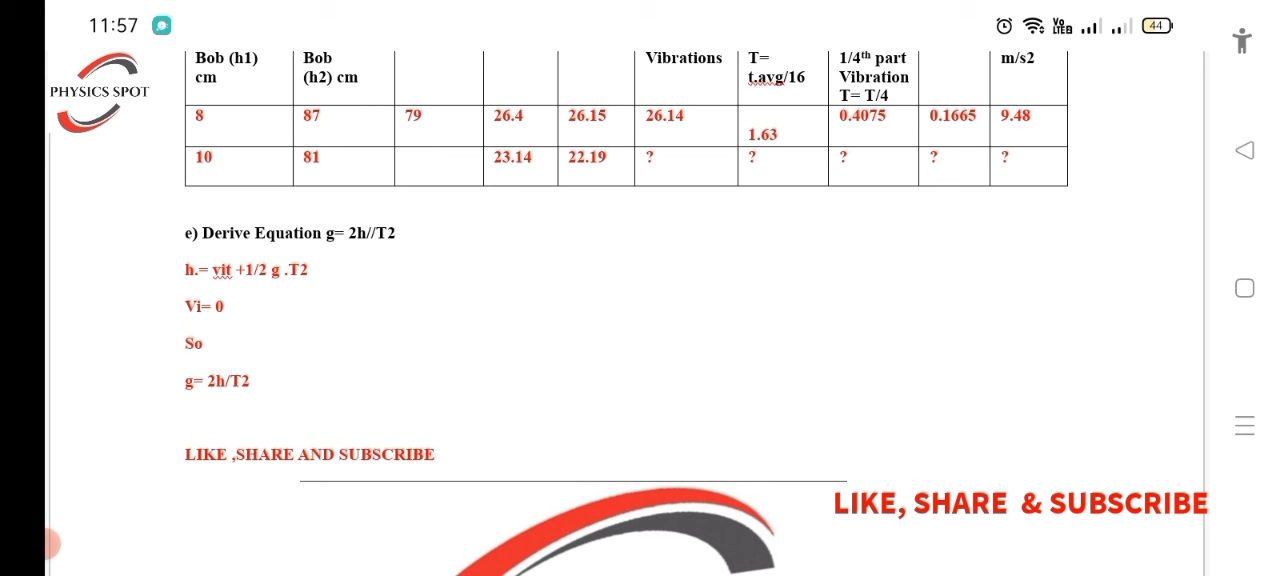 11:57
Vo LTE2 44
Bob (h1) Bob Vibrations T= 1/4th part m/s2
cm (h2) cm t.avg/16 Vibration
T= T/4
PHYSICS SPOT
8 87 79 26.4 26.15 26.14 1.63 0.4075 0.1665 9.48
10 81 23.14 22.19 ? ? ? ? ?
e) Derive Equation g= 2h//T2
h.= vit +1/2 g .T2
Vi= 0
So
g= 2h/T2
LIKE ,SHARE AND SUBSCRIBE
LIKE, SHARE & SUBSCRIBE